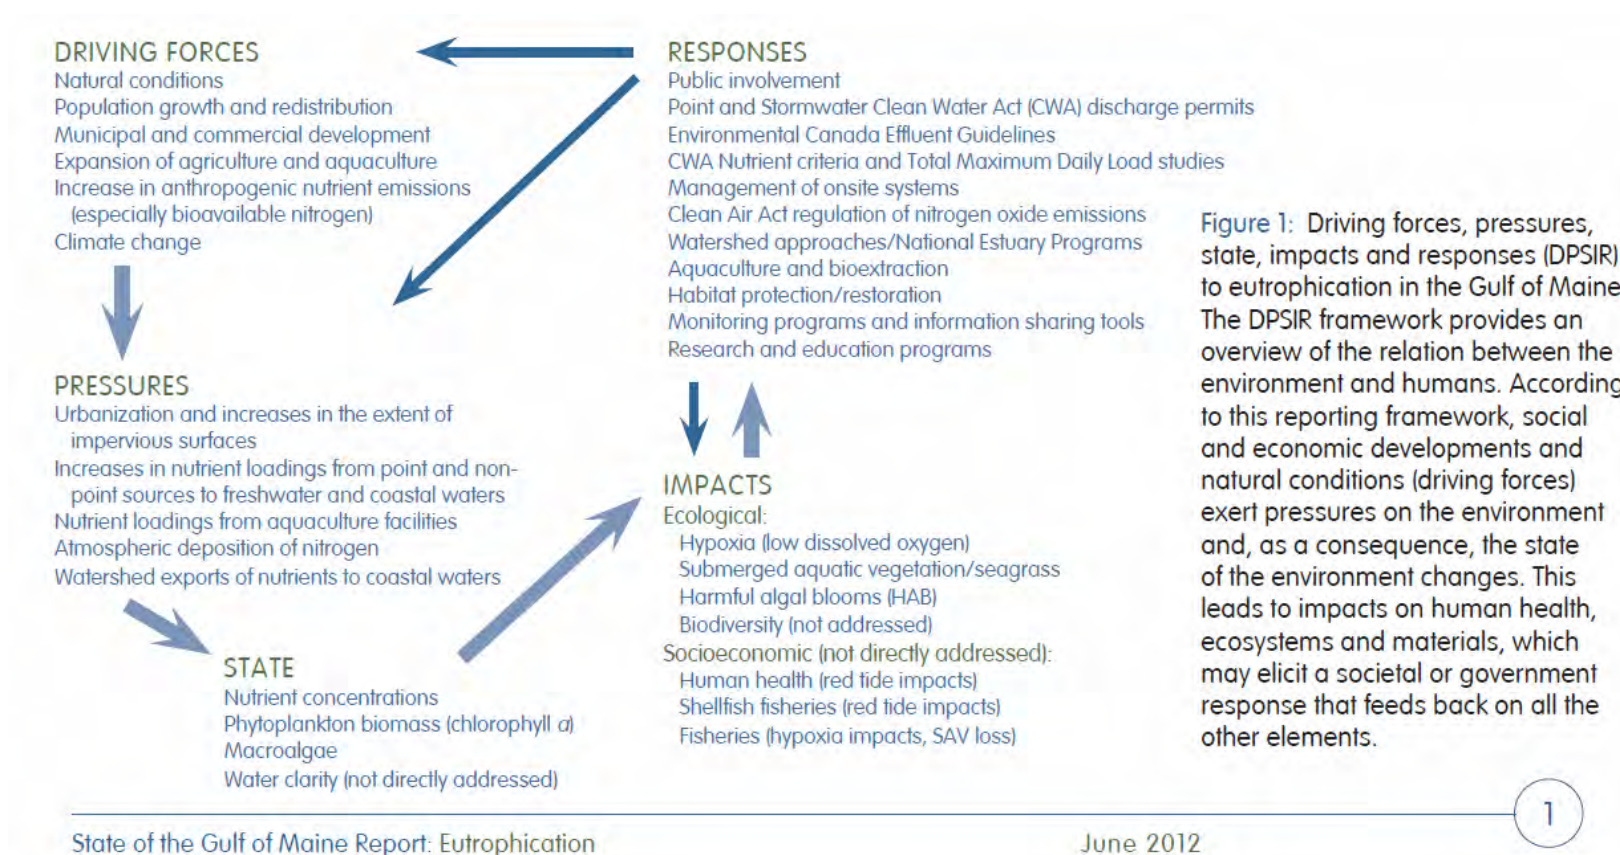 DRIVING FORCES
Natural conditions
Population growth and redistribution
Municipal and commercial development
Expansion of agriculture and aquaculture
Increase in anthropogenic nutrient emissions
(especially bioavailable nitrogen)
Climate change
PRESSURES
Urbanization and increases in the extent of
impervious surfaces
Increases in nutrient loadings from point and non-
point sources to freshwater and coastal waters
Nutrient loadings from aquaculture facilities
Atmospheric deposition of nitrogen
Watershed exports of nutrients to coastal waters
STATE
Nutrient concentrations
Phytoplankton biomass (chlorophyll a)
Macroalgae
Water clarity (not directly addressed)
RESPONSES
Public involvement
Point and Stormwater Clean Water Act (CWA) discharge permits
Environmental Canada Effluent Guidelines
CWA Nutrient criteria and Total Maximum Daily Load studies
Management of onsite systems
Clean Air Act regulation of nitrogen oxide emissions
Watershed approaches/National Estuary Programs
Aquaculture and bioextraction
Habitat protection/restoration
Monitoring programs and information sharing tools
Research and education programs
IMPACTS
Ecological:
Hypoxia (low dissolved oxygen)
Submerged aquatic vegetation/seagrass
Harmful algal blooms (HAB)
Biodiversity (not addressed)
Socioeconomic (not directly addressed):
Human health (red tide impacts)
Shellfish fisheries (red tide impacts)
Fisheries (hypoxia impacts, SAV loss)
Figure 1: Driving forces, pressures,
state, impacts and responses (DPSIR)
to eutrophication in the Gulf of Maine
The DPSIR framework provides an
overview of the relation between the
environment and humans. According
to this reporting framework, social
and economic developments and
natural conditions (driving forces)
exert pressures on the environment
and, as a consequence, the state
of the environment changes. This
leads to impacts on human health,
ecosystems and materials, which
may elicit a societal or government
response that feeds back on all the
other elements.
1
State of the Gulf of Maine Report: Eutrophication
June 2012